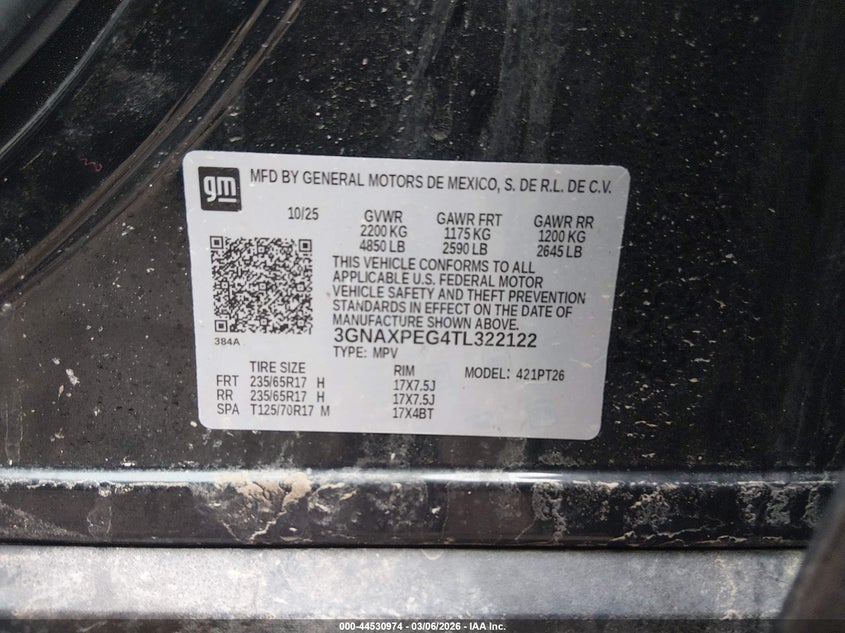 gm
MFD BY GENERAL MOTORS DE MEXICO, S. DE R.L. DE C.V.
10/25 GVWR GAWR FRT GAWR RR
2200 KG 1175 KG 1200 KG
4850 LB 2590 LB 2645 LB
THIS VEHICLE CONFORMS TO ALL
APPLICABLE U.S. FEDERAL MOTOR
VEHICLE SAFETY AND THEFT PREVENTION
STANDARDS IN EFFECT ON THE DATE OF
MANUFACTURE SHOWN ABOVE.
384A 3GNAXPEG4TL322122
TYPE: MPV
TIRE SIZE RIM MODEL: 421PT26
FRT 235/65R17 H 17X7.5J
RR 235/65R17 H 17X7.5J
SPA T125/70R17 M 17X4BT
000-44530974 — 03/06/2026 — IAA Inc.